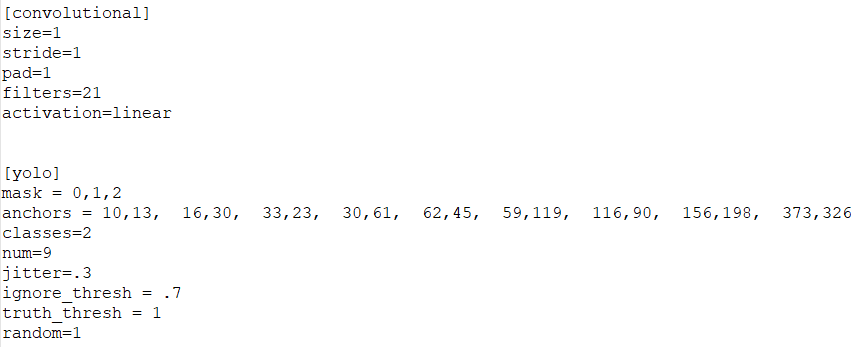 [convolutional]
size=1
stride=1
pad=1
filters=21
activation=linear
[yolo]
mask = 0,1,2
anchors = 10,13,  16,30,  33,23,  30,61,  62,45,  59,119,  116,90,  156,198,  373,326
classes=2
num=9
jitter=.3
ignore_thresh = .7
truth_thresh = 1
random=1